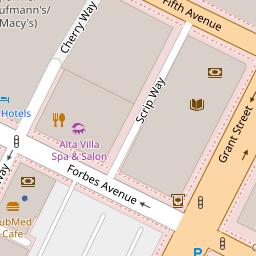 ufmann's/
Macy's)
Cherry Way
Fifth Avenue
Scrip Way
Hotels
Alta Villa
Spa & Salon
Grant Street
Forbes Avenue
way
ubMed
Cafe
P